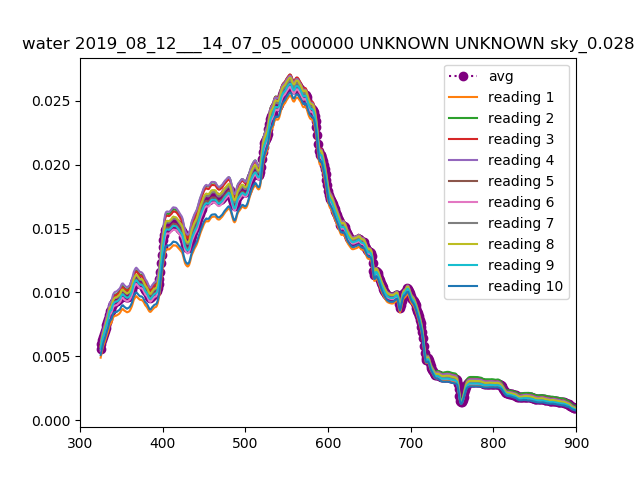 water 2019_08_12___14_07_05_000000 UNKNOWN UNKNOWN sky_0.028
avg
reading 1
reading 2
reading 3
reading 4
reading 5
reading 6
reading 7
reading 8
reading 9
reading 10
0.025
0.020
0.015
0.010
0.005
0.000
300 400 500 600 700 800 900